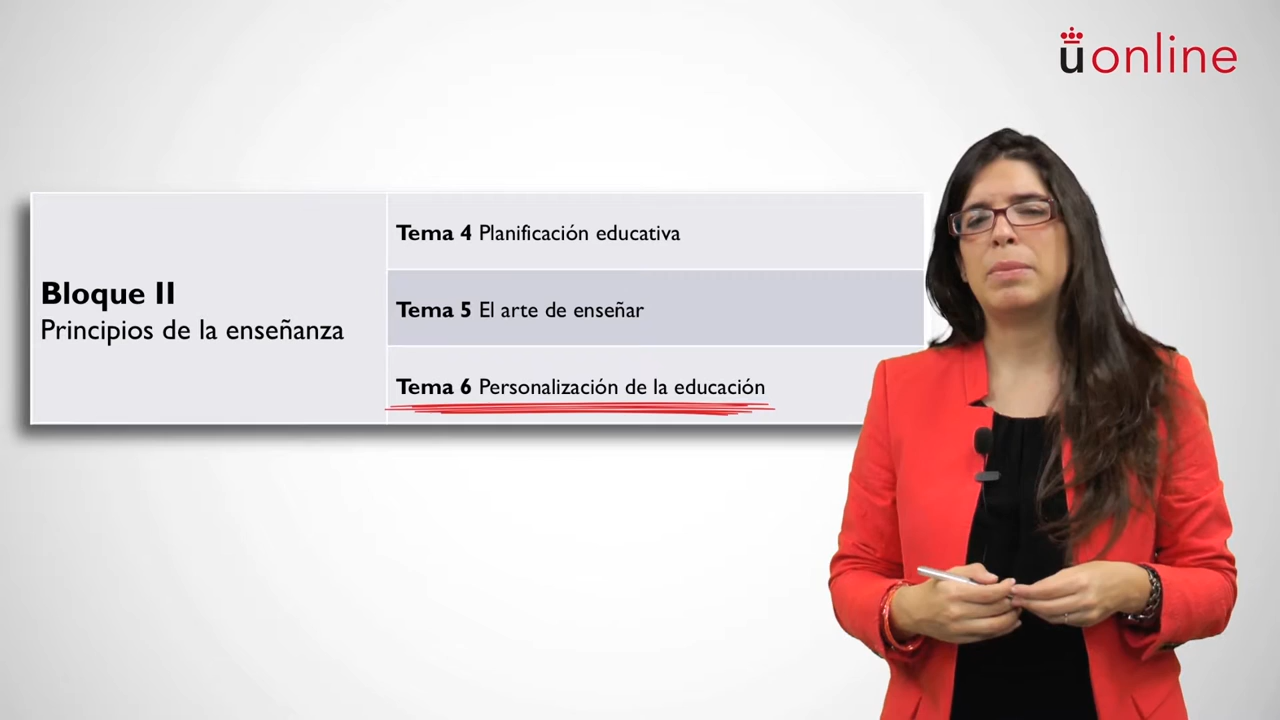 uonline
Bloque II
Principios de la enseñanza
Tema 4 Planificación educativa
Tema 5 El arte de enseñar
Tema 6 Personalización de la educación